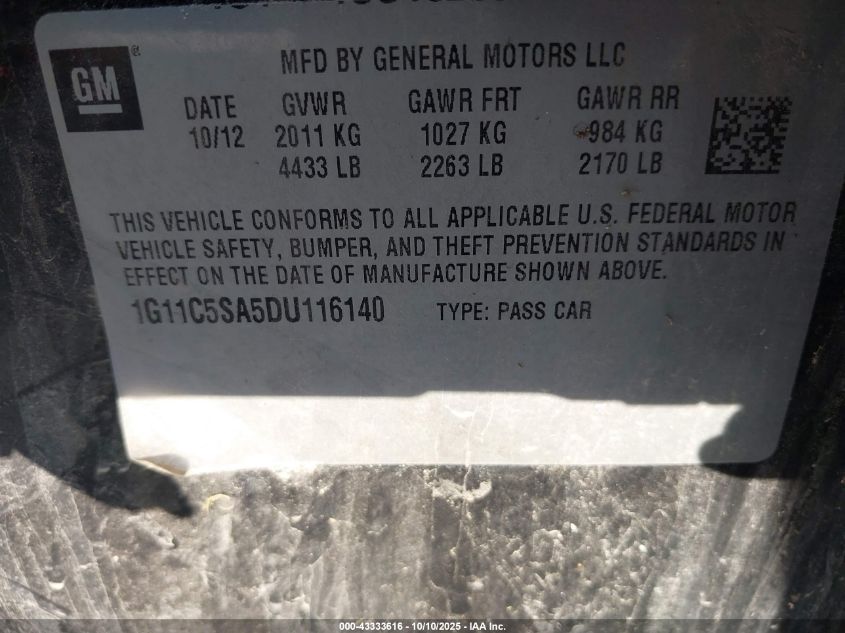 GM
MFD BY GENERAL MOTORS LLC
DATE GVWR GAWR FRT GAWR RR
10/12 2011 KG 1027 KG 984 KG
4433 LB 2263 LB 2170 LB
THIS VEHICLE CONFORMS TO ALL APPLICABLE U.S. FEDERAL MOTOR
VEHICLE SAFETY, BUMPER, AND THEFT PREVENTION STANDARDS IN
EFFECT ON THE DATE OF MANUFACTURE SHOWN ABOVE.
1G11C5SA5DU116140 TYPE: PASS CAR
000-43333616 - 10/10/2025 - IAA Inc.